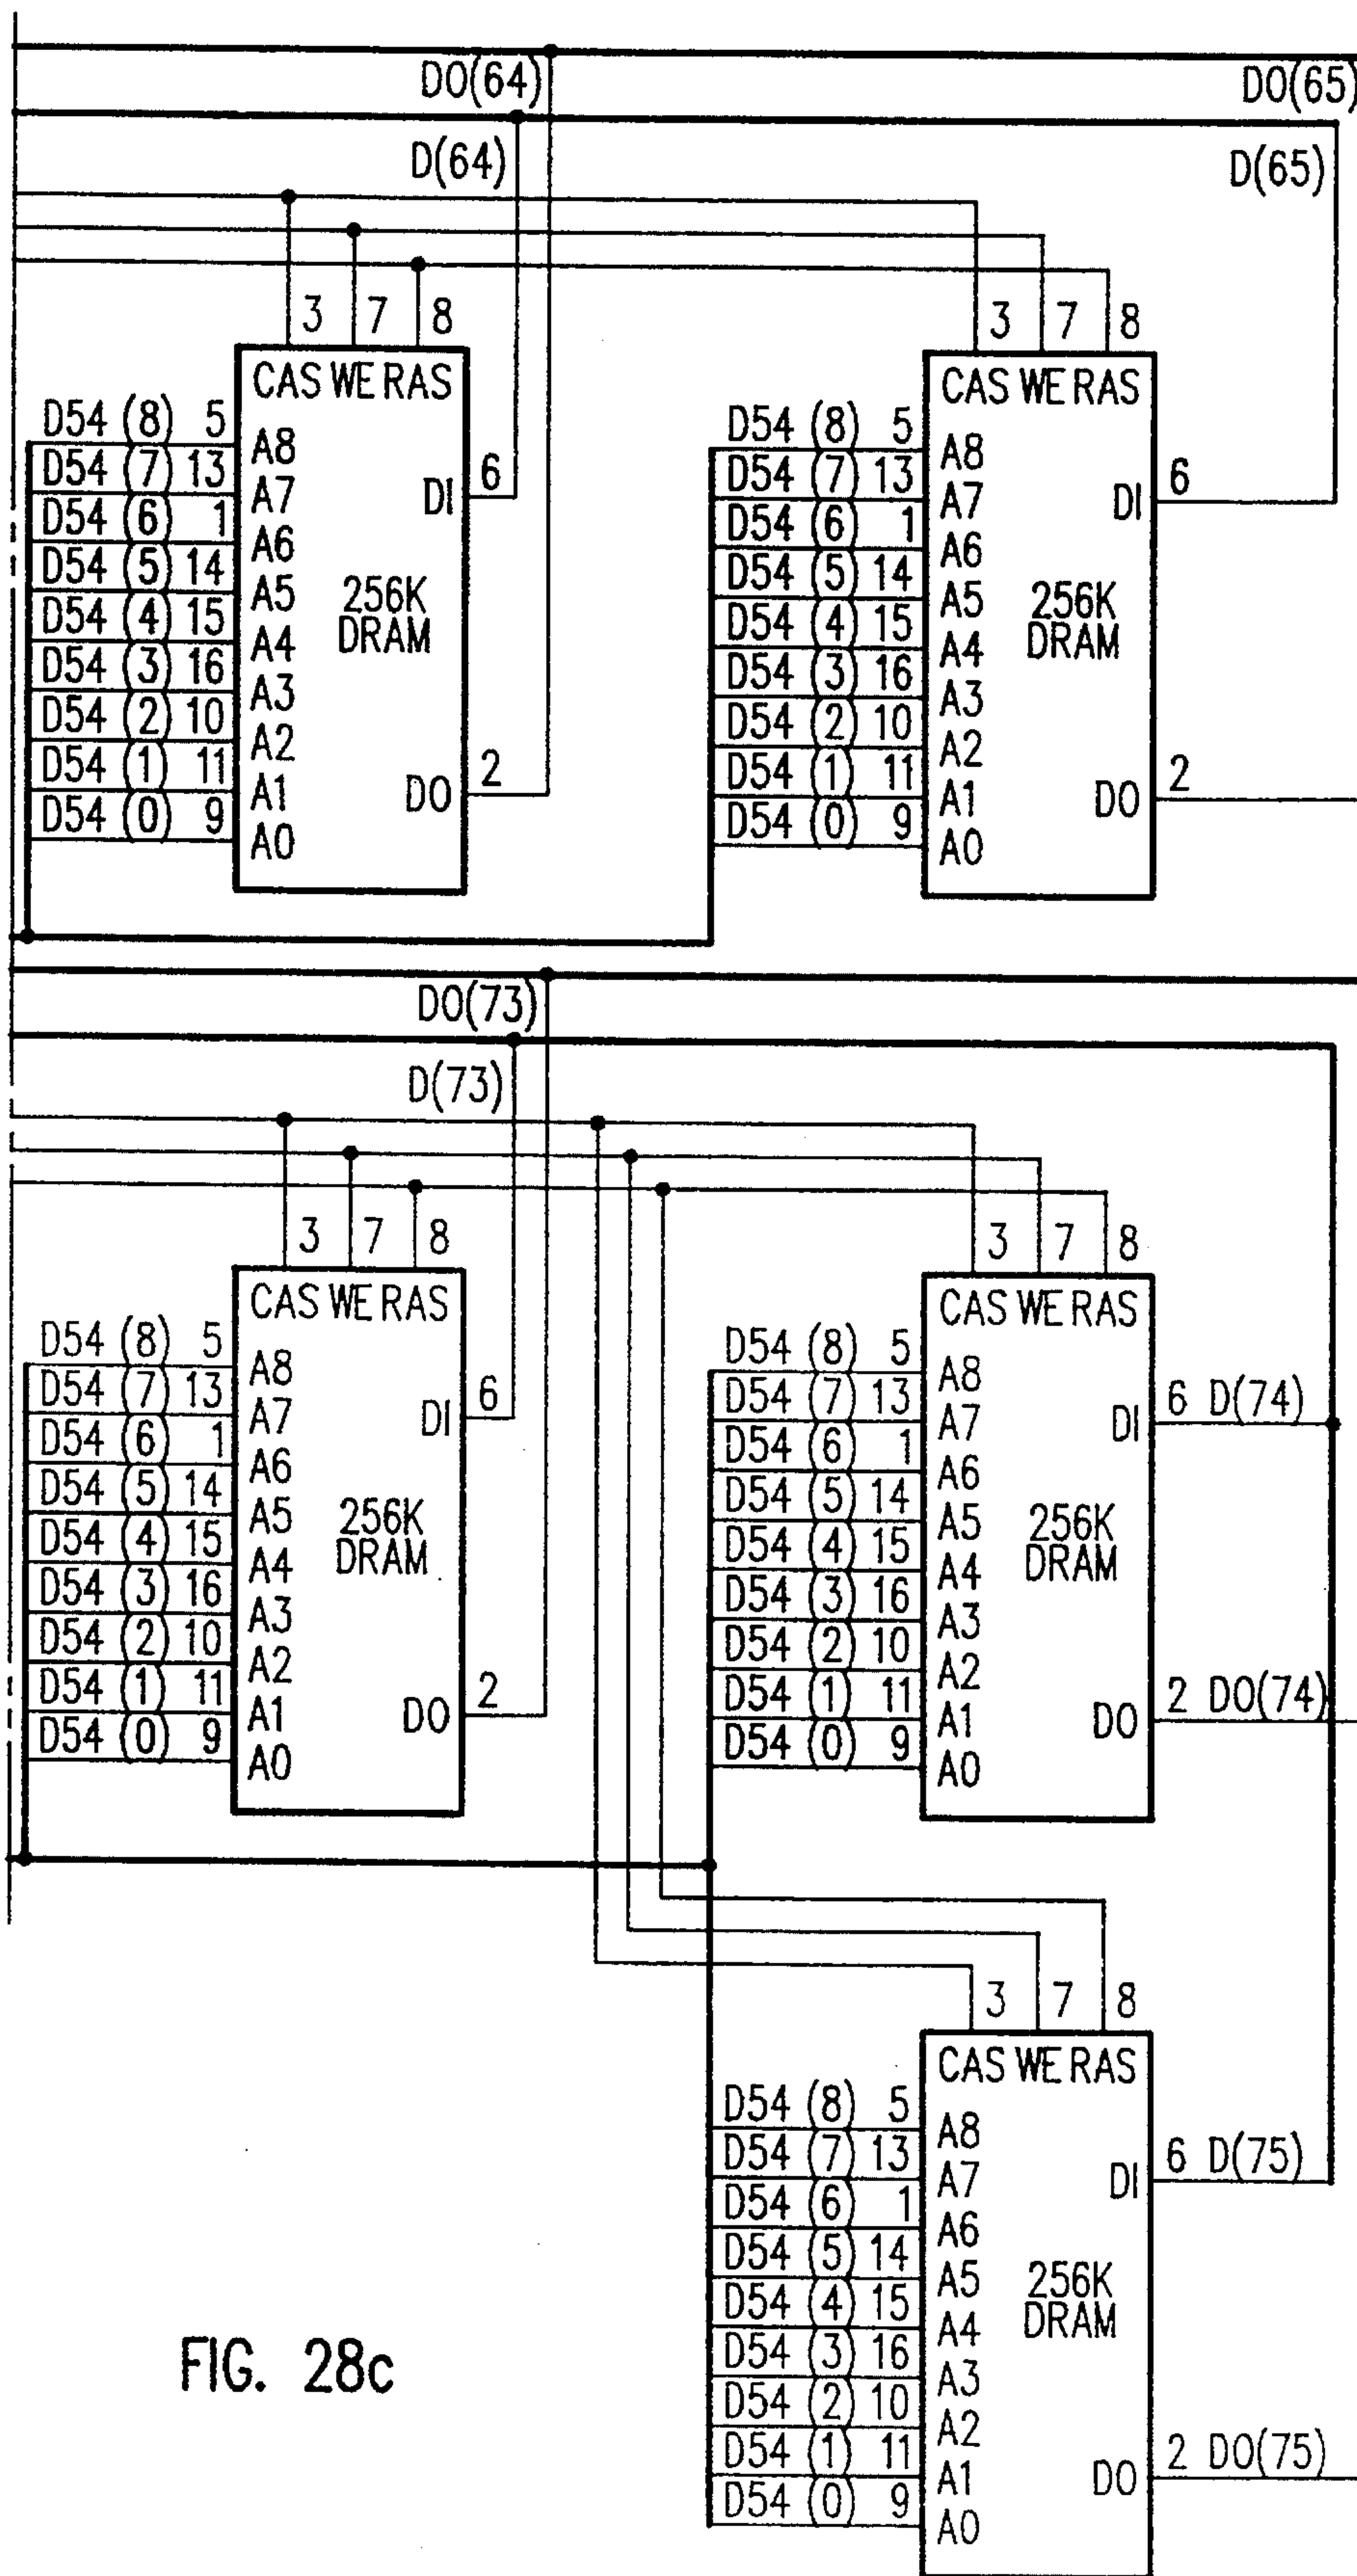 DO(64)
DO(65)
D(64)
D(65)
3 7 8
CAS WE RAS
D54 (8) 5 A8
D54 (7) 13 A7
D54 (6) 1 A6
D54 (5) 14 A5
D54 (4) 15 A4
D54 (3) 16 A3
D54 (2) 10 A2
D54 (1) 11 A1
D54 (0) 9 A0
DI 6
256K
DRAM
DO 2
3 7 8
CAS WE RAS
D54 (8) 5 A8
D54 (7) 13 A7
D54 (6) 1 A6
D54 (5) 14 A5
D54 (4) 15 A4
D54 (3) 16 A3
D54 (2) 10 A2
D54 (1) 11 A1
D54 (0) 9 A0
DI 6
256K
DRAM
DO 2
DO(73)
D(73)
3 7 8
CAS WE RAS
D54 (8) 5 A8
D54 (7) 13 A7
D54 (6) 1 A6
D54 (5) 14 A5
D54 (4) 15 A4
D54 (3) 16 A3
D54 (2) 10 A2
D54 (1) 11 A1
D54 (0) 9 A0
DI 6
256K
DRAM
DO 2
3 7 8
CAS WE RAS
D54 (8) 5 A8
D54 (7) 13 A7
D54 (6) 1 A6
D54 (5) 14 A5
D54 (4) 15 A4
D54 (3) 16 A3
D54 (2) 10 A2
D54 (1) 11 A1
D54 (0) 9 A0
DI 6 D(74)
256K
DRAM
DO 2 DO(74)
3 7 8
CAS WE RAS
D54 (8) 5 A8
D54 (7) 13 A7
D54 (6) 1 A6
D54 (5) 14 A5
D54 (4) 15 A4
D54 (3) 16 A3
D54 (2) 10 A2
D54 (1) 11 A1
D54 (0) 9 A0
DI 6 D(75)
256K
DRAM
DO 2 DO(75)
FIG. 28c